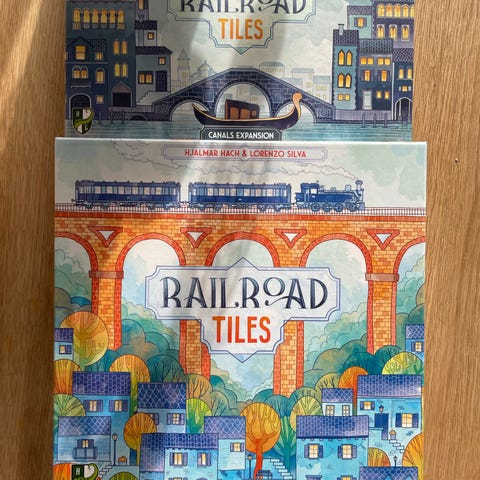 RAILROAD
TILES
CANALS EXPANSION
HJALMAR HACH & LORENZO SILVA
RAILROAD
TILES